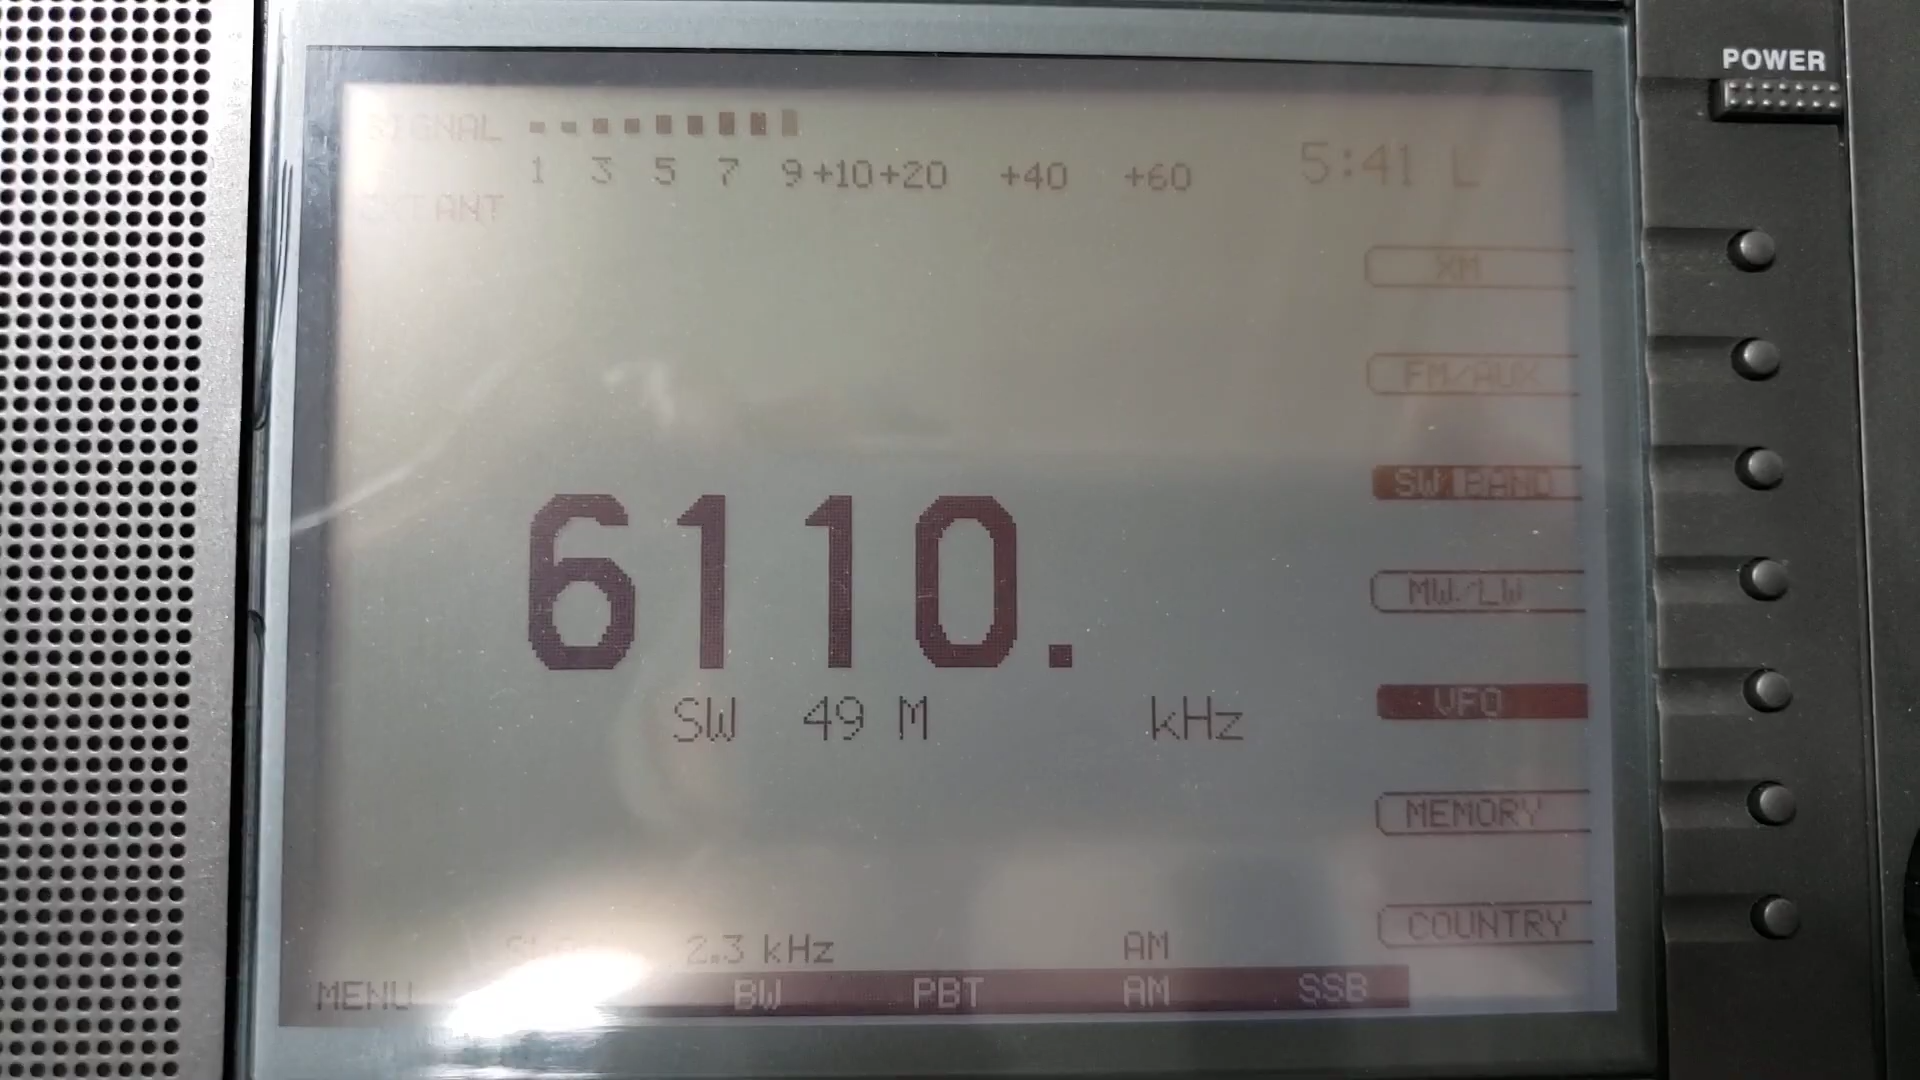 POWER
SIGNAL
1 3 5 7 9 +10 +20 +40 +60
5:41 L
EXT ANT
XM
FM/AUX
SW BAND
MW/LW
6110.
SW 49 M kHz
VFO
MEMORY
COUNTRY
2.3 kHz AM
MENU BW PBT AM SSB